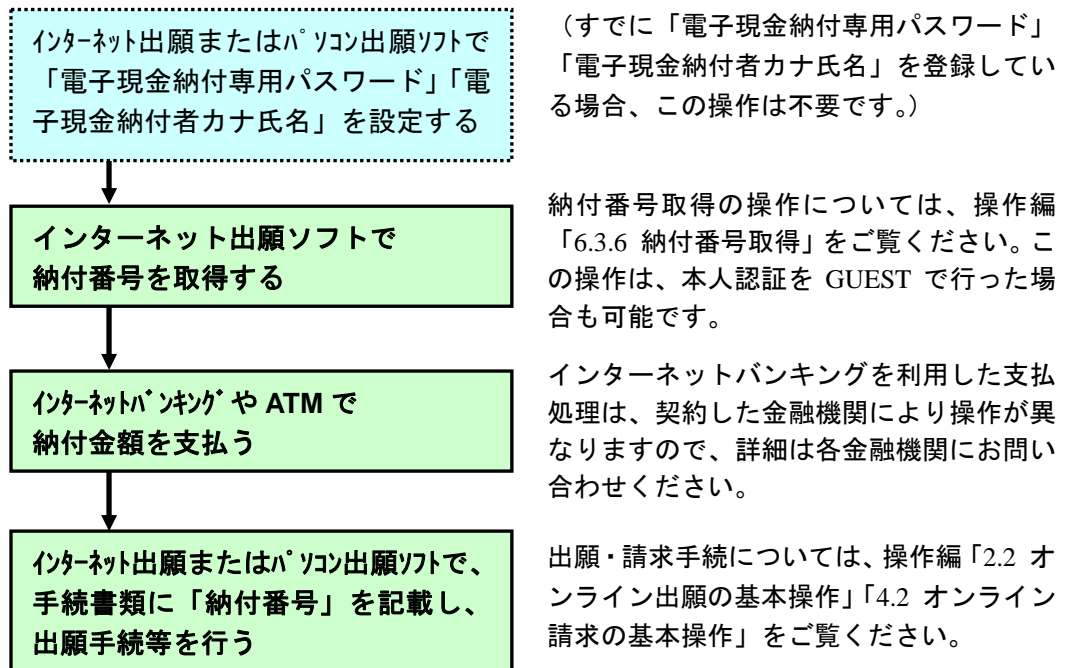 ｲﾝﾀｰﾈｯﾄ出願またはﾊﾟｿｺﾝ出願ｿﾌﾄで
「電子現金納付専用パスワード」「電
子現金納付者カナ氏名」を設定する
（すでに「電子現金納付専用パスワード」
「電子現金納付者カナ氏名」を登録してい
る場合、この操作は不要です。）
インターネット出願ソフトで
納付番号を取得する
納付番号取得の操作については、操作編
「6.3.6 納付番号取得」をご覧ください。こ
の操作は、本人認証を GUEST で行った場
合も可能です。
ｲﾝﾀｰﾈｯﾄﾊﾞﾝｷﾝｸﾞや ATM で
納付金額を支払う
インターネットバンキングを利用した支払
処理は、契約した金融機関により操作が異
なりますので、詳細は各金融機関にお問い
合わせください。
ｲﾝﾀｰﾈｯﾄ出願またはﾊﾟｿｺﾝ出願ｿﾌﾄで、
手続書類に「納付番号」を記載し、
出願手続等を行う
出願・請求手続については、操作編「2.2 オ
ンライン出願の基本操作」「4.2 オンライン
請求の基本操作」をご覧ください。